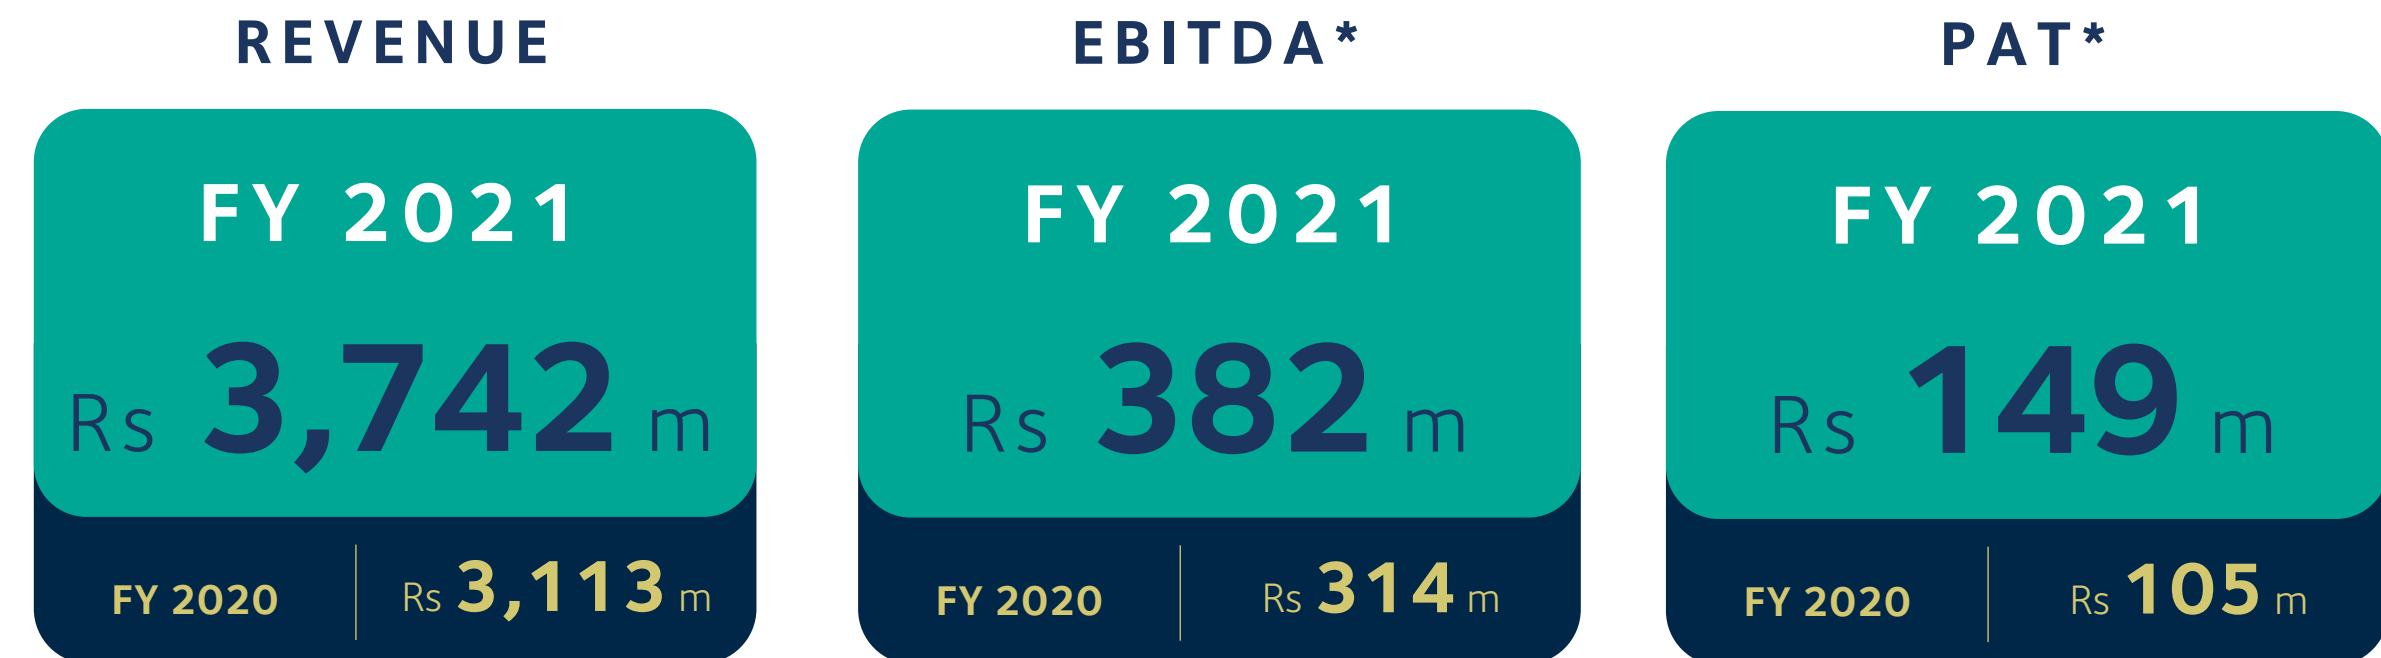 REVENUE
FY 2021
Rs 3,742 m
FY 2020
Rs 3,113 m
EBITDA*
FY 2021
Rs 382 m
FY 2020
Rs 314 m
PAT*
FY 2021
Rs 149 m
FY 2020
Rs 105 m